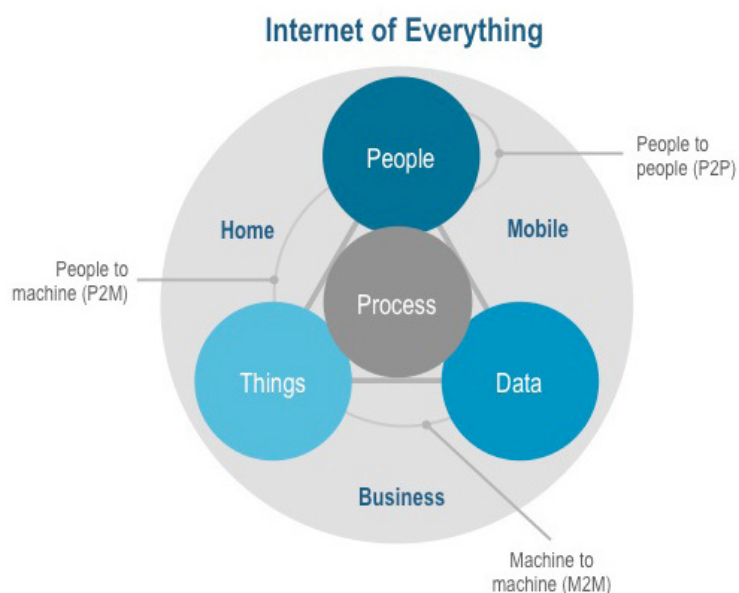 Internet of Everything
People
People to
people (P2P)
Home
Mobile
People to
machine (P2M)
Process
Things
Data
Business
Machine to
machine (M2M)